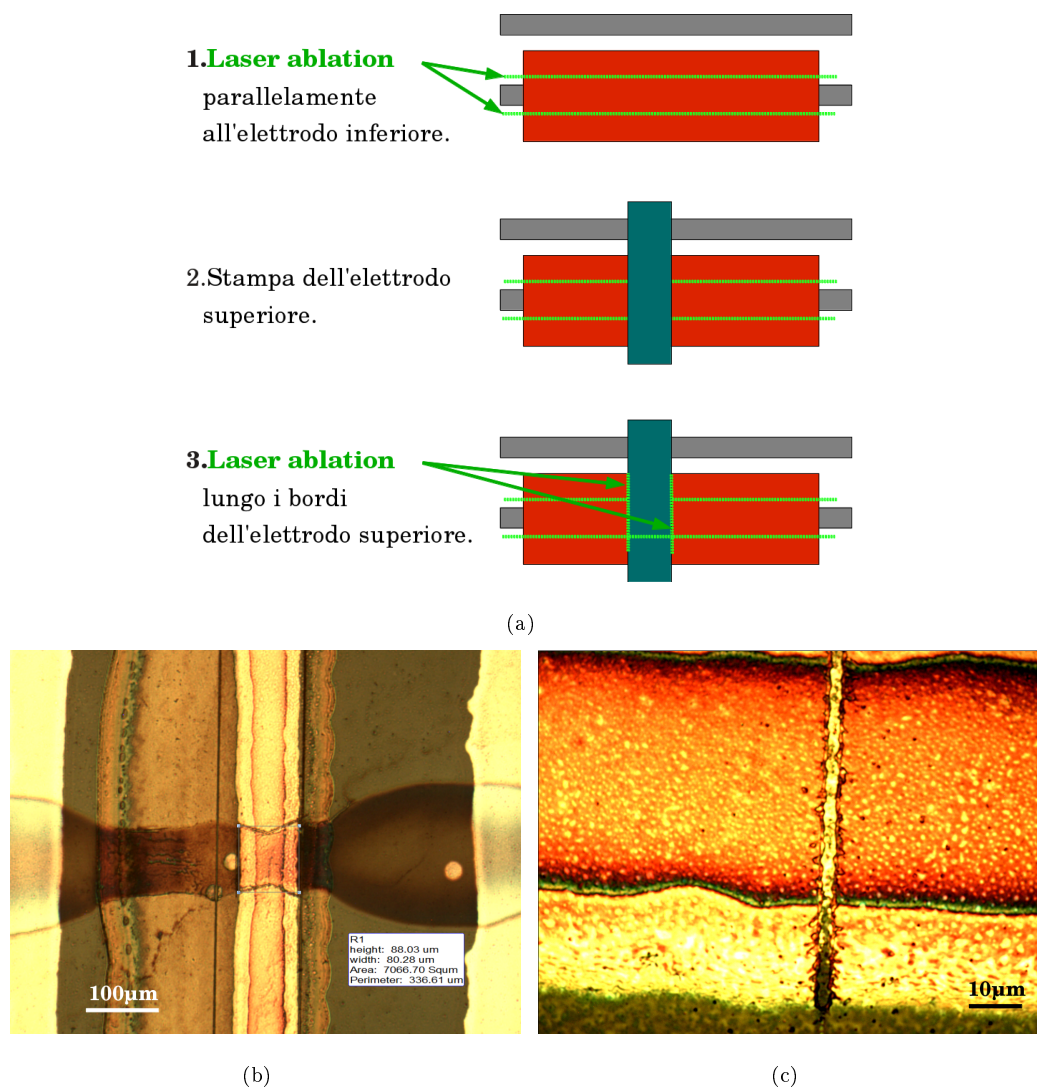 1.Laser ablation
parallelamente
all'elettrodo inferiore.
2.Stampa dell'elettrodo
superiore.
3.Laser ablation
lungo i bordi
dell'elettrodo superiore.
(a)
R1
height: 88.03 um
width: 80.28 um
Area: 7066.70 Squm
Perimeter: 336.61 um
100µm
10µm
(b)
(c)